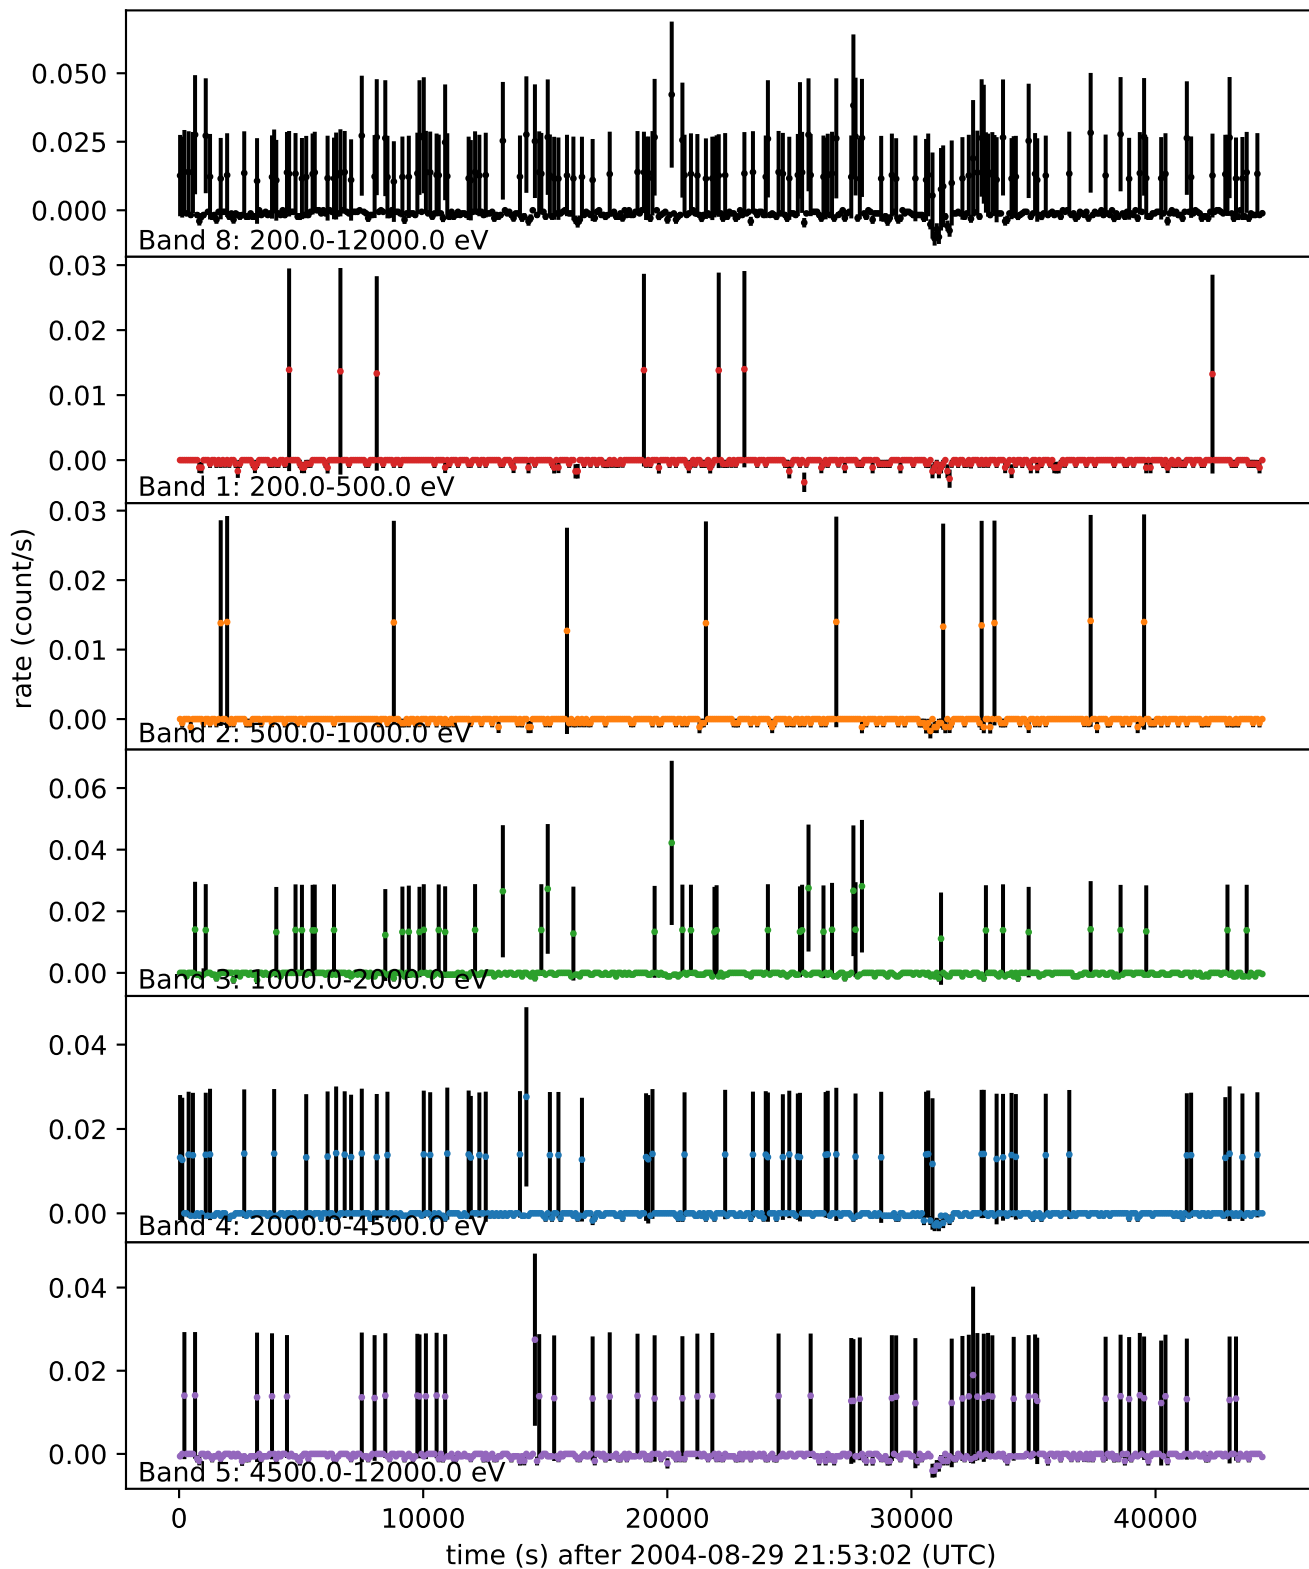 0.050
0.025
0.000
Band 8: 200.0-12000.0 eV
0.03
0.02
0.01
0.00
Band 1: 200.0-500.0 eV
rate (count/s)
0.03
0.02
0.01
0.00
Band 2: 500.0-1000.0 eV
0.06
0.04
0.02
0.00
Band 3: 1000.0-2000.0 eV
0.04
0.02
0.00
Band 4: 2000.0-4500.0 eV
0.04
0.02
0.00
Band 5: 4500.0-12000.0 eV
0 10000 20000 30000 40000
time (s) after 2004-08-29 21:53:02 (UTC)